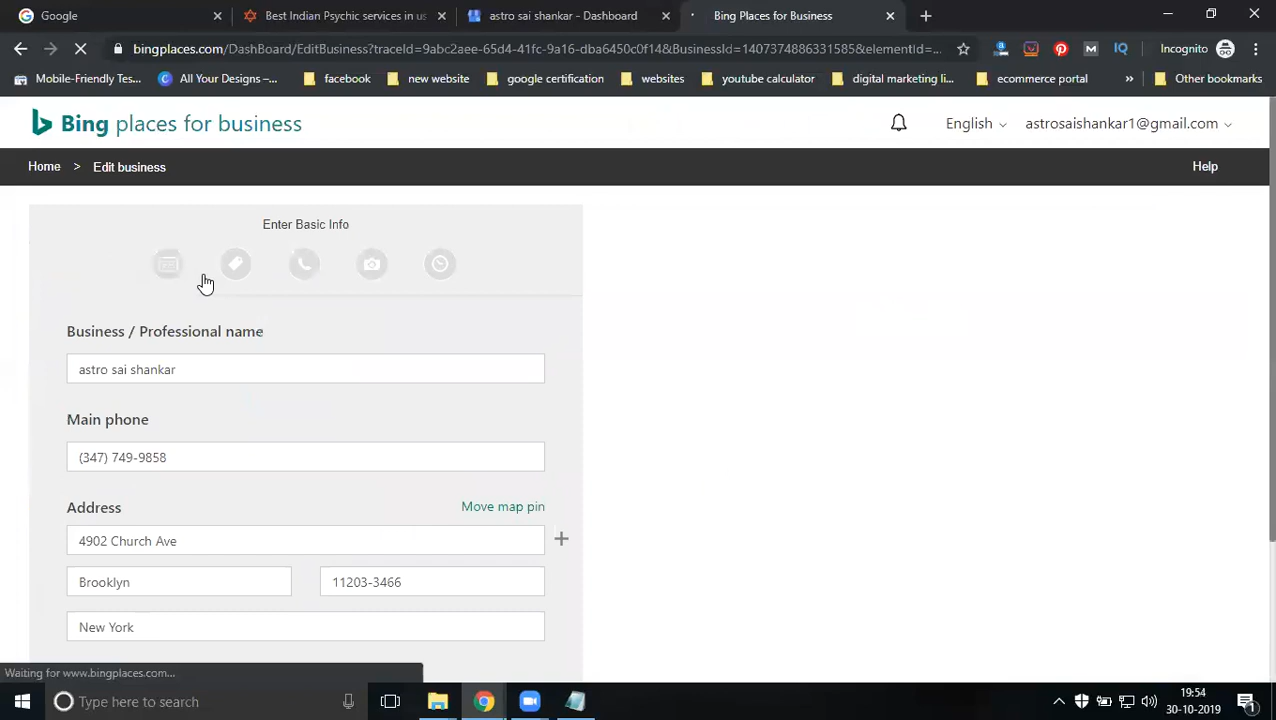 Google
Best Indian Psychic services in us
astro sai shankar - Dashboard
Bing Places for Business
bingplaces.com/DashBoard/EditBusiness?traceId=9abc2aee-65d4-41fc-9a16-dba6450c0f14&BusinessId=1407374886331585&elementId=...
IQ
Incognito
Mobile-Friendly Tes...
All Your Designs –...
facebook
new website
google certification
websites
youtube calculator
digital marketing li...
ecommerce portal
»
Other bookmarks
Bing places for business
English
astrosaishankar1@gmail.com
Home > Edit business
Help
Enter Basic Info
Business / Professional name
astro sai shankar
Main phone
(347) 749-9858
Address
Move map pin
4902 Church Ave
Brooklyn
11203-3466
New York
Waiting for www.bingplaces.com...
Type here to search
19:54
30-10-2019
1